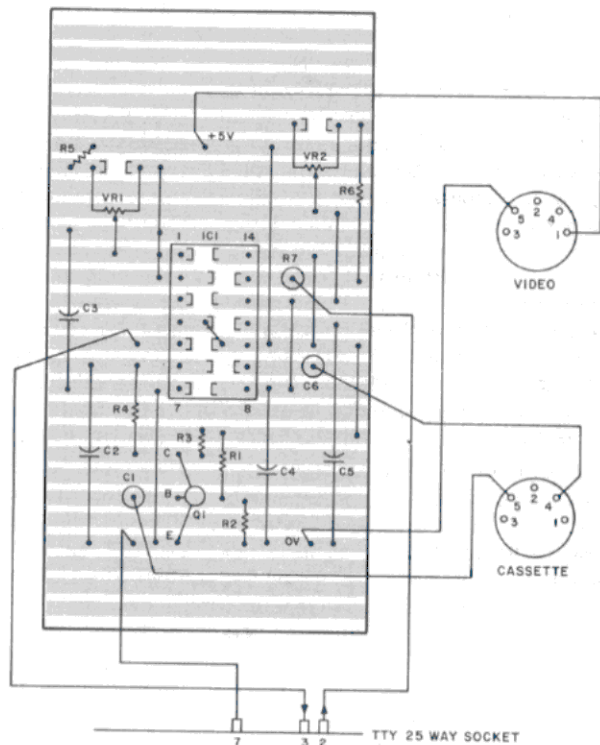 +5V
R5
VR1
VR2
R6
1 IC1 14
R7
C3
C6
7 8
R4
C2
R3
R1
C
C4
C5
C1
B
Q1
R2
E
OV
2
5 4
3 1
VIDEO
2
5 4
3 1
CASSETTE
7 3 2
TTY 25 WAY SOCKET